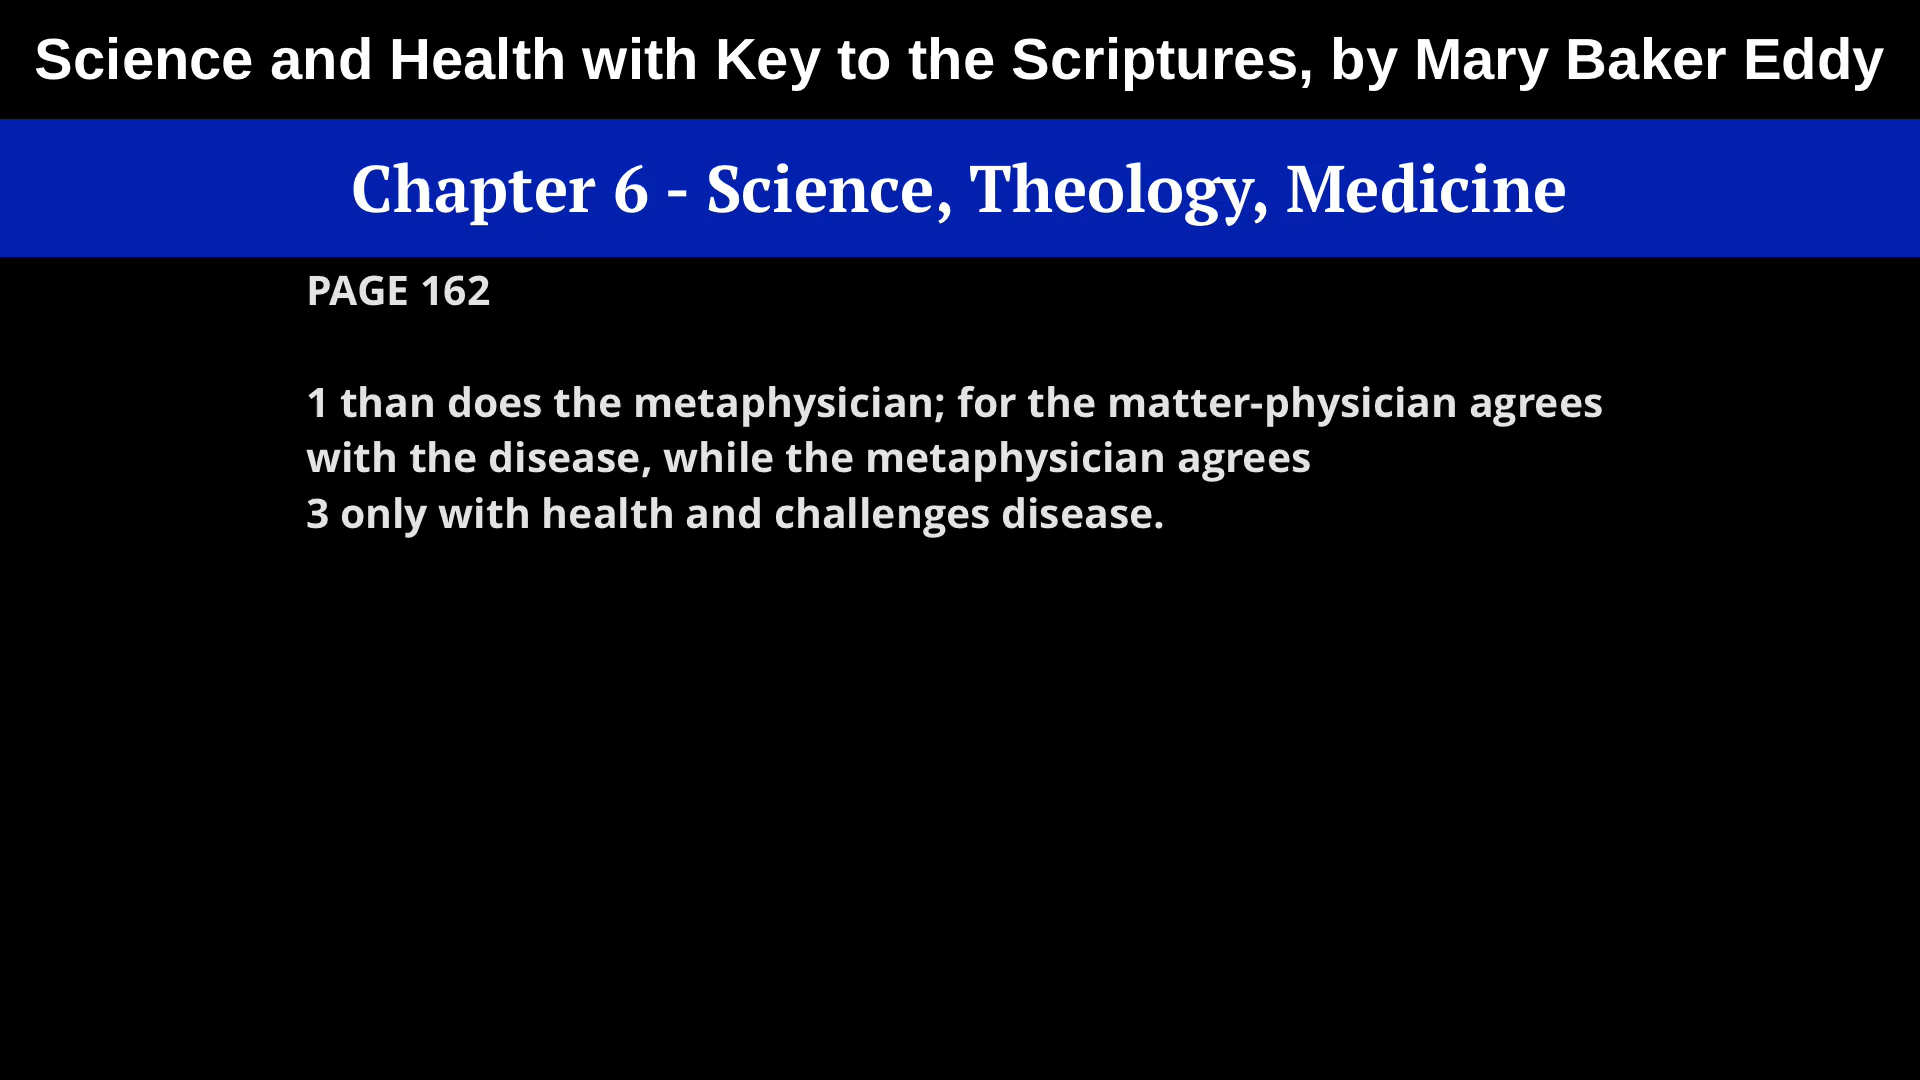 Science and Health with Key to the Scriptures, by Mary Baker Eddy
Chapter 6 - Science, Theology, Medicine
PAGE 162
1 than does the metaphysician; for the matter-physician agrees
with the disease, while the metaphysician agrees
3 only with health and challenges disease.